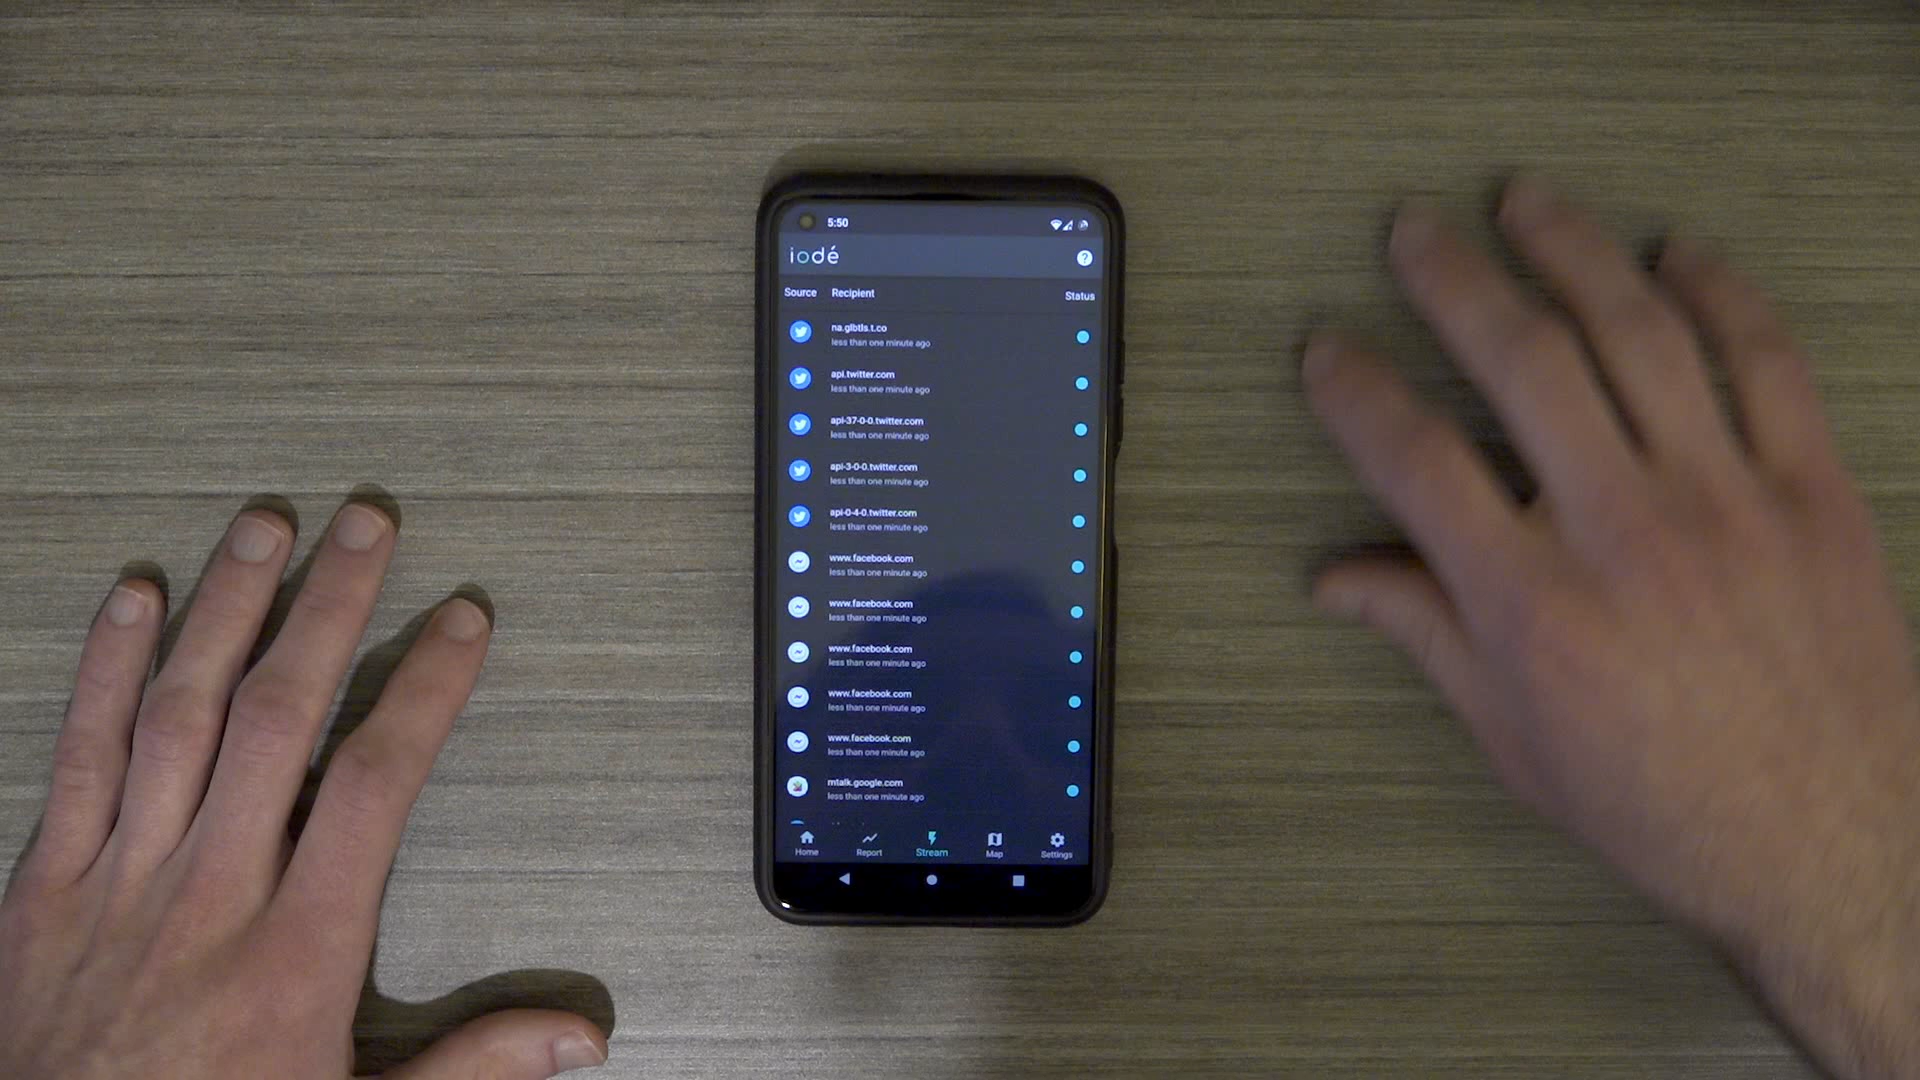 5:50
iodé
?
Source Recipient Status
na.glbtls.t.co
less than one minute ago
api.twitter.com
less than one minute ago
api-37-0-0.twitter.com
less than one minute ago
api-3-0-0.twitter.com
less than one minute ago
api-0-4-0.twitter.com
less than one minute ago
www.facebook.com
less than one minute ago
www.facebook.com
less than one minute ago
www.facebook.com
less than one minute ago
www.facebook.com
less than one minute ago
www.facebook.com
less than one minute ago
mtalk.google.com
less than one minute ago
Home Report Stream Map Settings